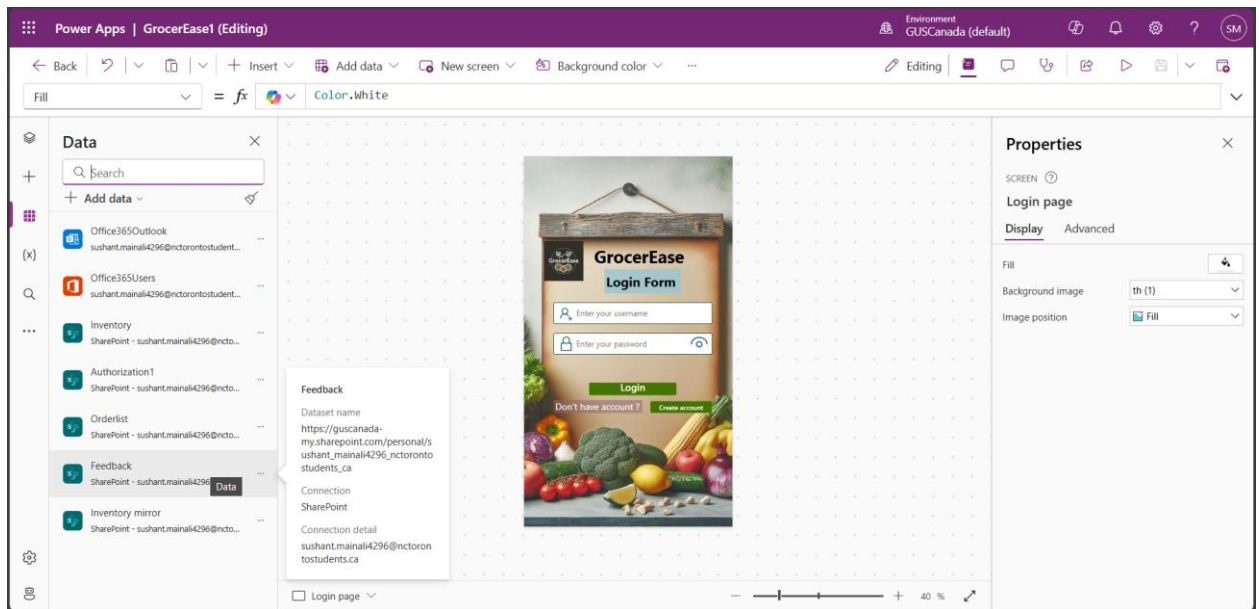 Power Apps | GrocerEase1 (Editing)
Environment
GUSCanada (default)
SM
Back
Insert
Add data
New screen
Background color
...
Editing
Fill
= fx
Color.White
Data
Search
Add data
Office365Outlook
sushant.mainali4296@nctorontostudent...
Office365Users
sushant.mainali4296@nctorontostudent...
Inventory
SharePoint - sushant.mainali4296@ncto...
Authorization1
SharePoint - sushant.mainali4296@ncto...
Orderlist
SharePoint - sushant.mainali4296@ncto...
Feedback
SharePoint - sushant.mainali4296
Data
Inventory mirror
SharePoint - sushant.mainali4296@ncto...
Feedback
Dataset name
https://guscanada-
my.sharepoint.com/personal/s
ushant_mainali4296_nctoronto
students_ca
Connection
SharePoint
Connection detail
sushant.mainali4296@nctoron
tostudents.ca
GrocerEase
GrocerEase
Login Form
Enter your username
Enter your password
Login
Don't have account ?
Create account
Login page
40 %
Properties
SCREEN
Login page
Display
Advanced
Fill
Background image
th (1)
Image position
Fill